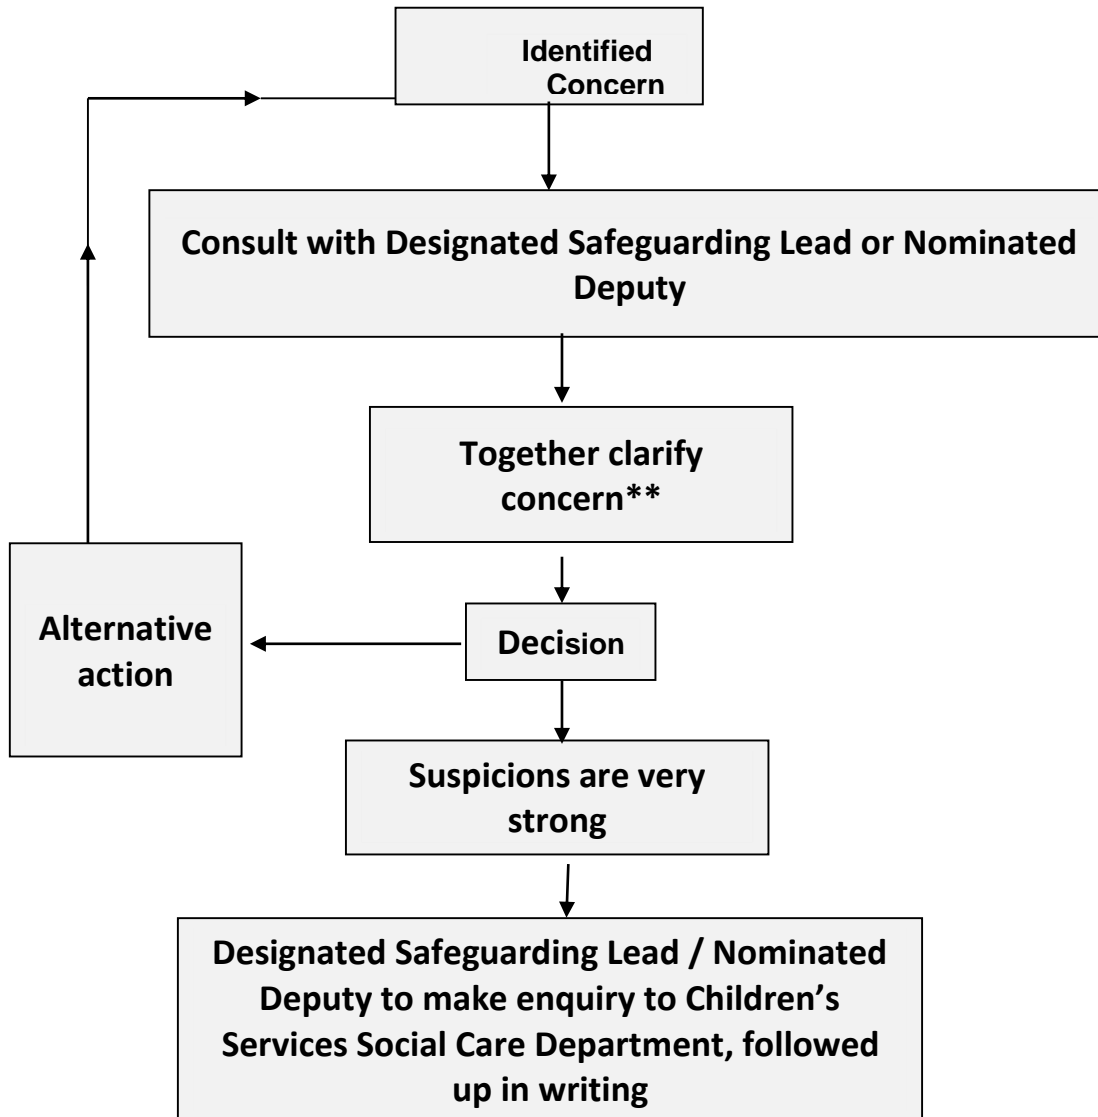 Identified
Concern
Consult with Designated Safeguarding Lead or Nominated
Deputy
Together clarify
concern**
Alternative
action
Decision
Suspicions are very
strong
Designated Safeguarding Lead / Nominated
Deputy to make enquiry to Children’s
Services Social Care Department, followed
up in writing